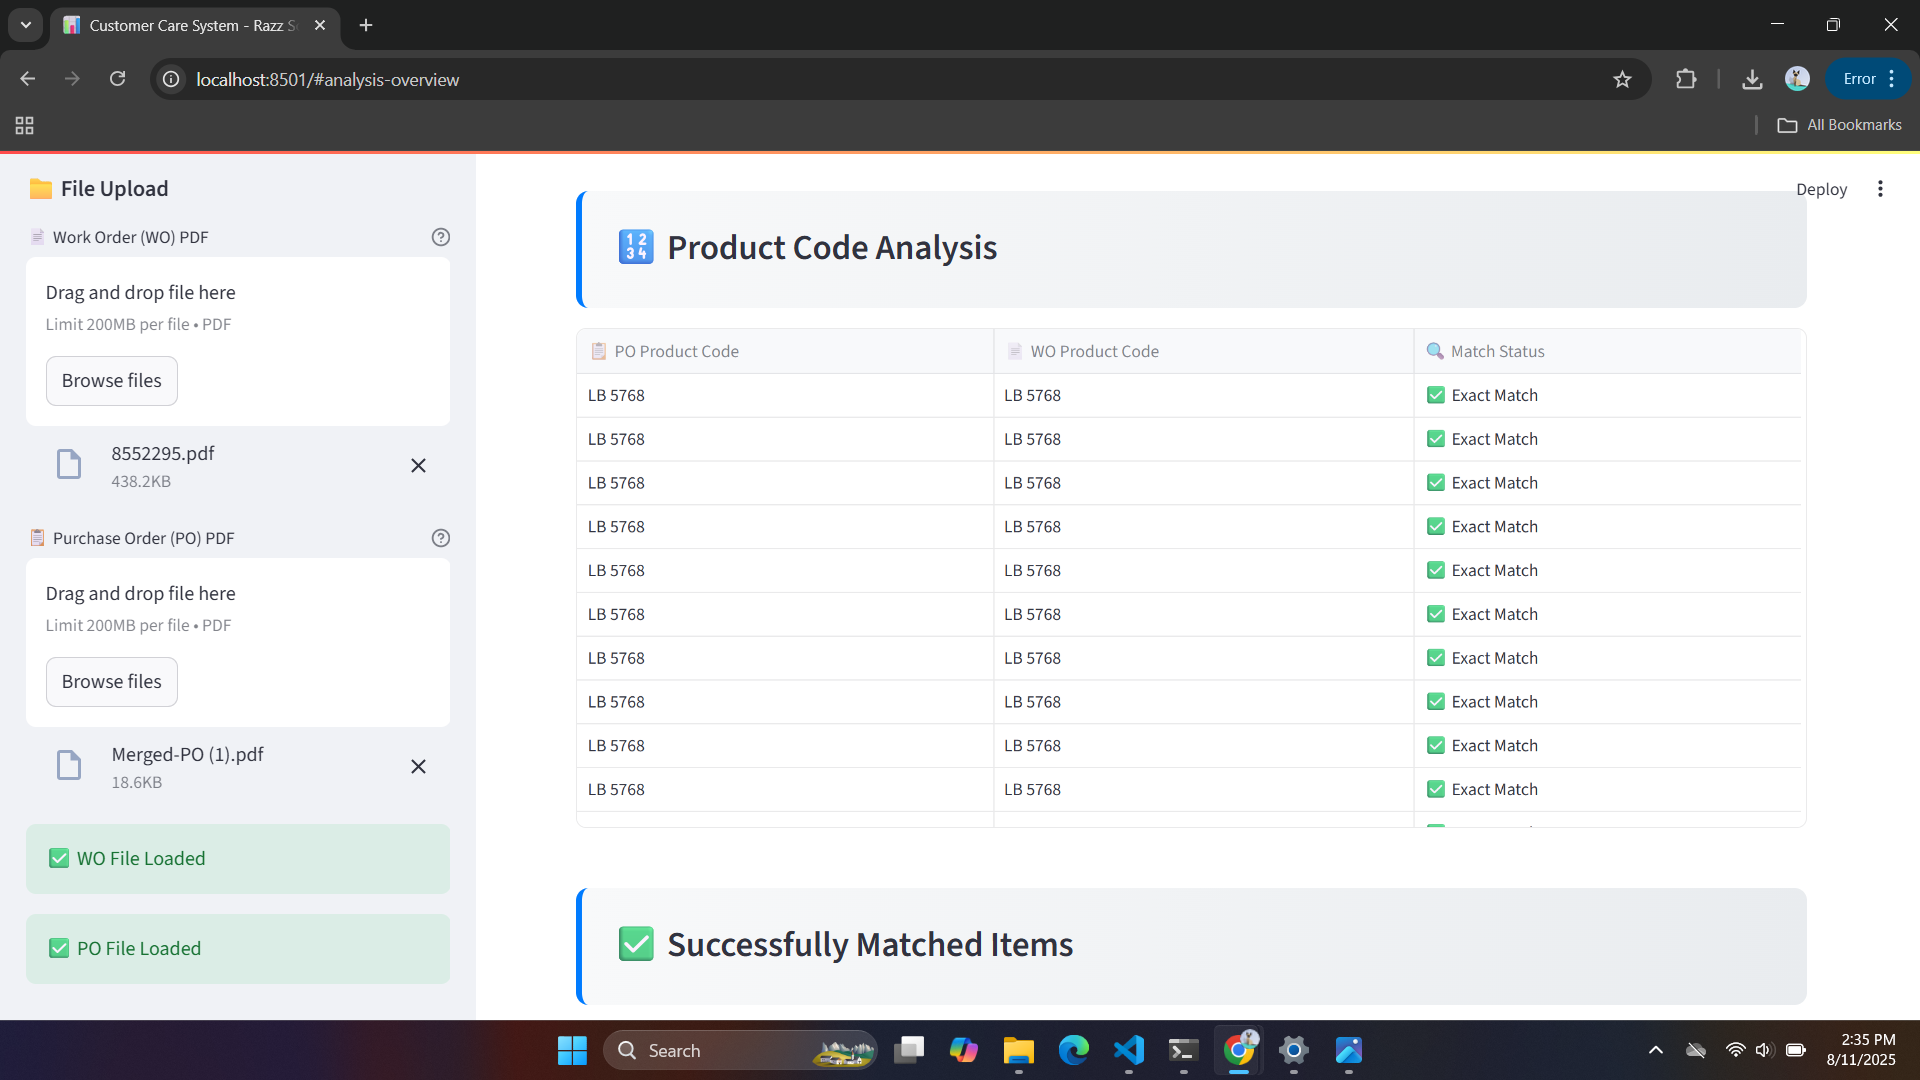 Customer Care System - Razz S
localhost:8501/#analysis-overview
Error
All Bookmarks
File Upload
Work Order (WO) PDF
Drag and drop file here
Limit 200MB per file • PDF
Browse files
8552295.pdf
438.2KB
Purchase Order (PO) PDF
Drag and drop file here
Limit 200MB per file • PDF
Browse files
Merged-PO (1).pdf
18.6KB
WO File Loaded
PO File Loaded
Deploy
Product Code Analysis
PO Product Code WO Product Code Match Status
LB 5768 LB 5768 Exact Match
LB 5768 LB 5768 Exact Match
LB 5768 LB 5768 Exact Match
LB 5768 LB 5768 Exact Match
LB 5768 LB 5768 Exact Match
LB 5768 LB 5768 Exact Match
LB 5768 LB 5768 Exact Match
LB 5768 LB 5768 Exact Match
LB 5768 LB 5768 Exact Match
LB 5768 LB 5768 Exact Match
Successfully Matched Items
Search
2:35 PM
8/11/2025